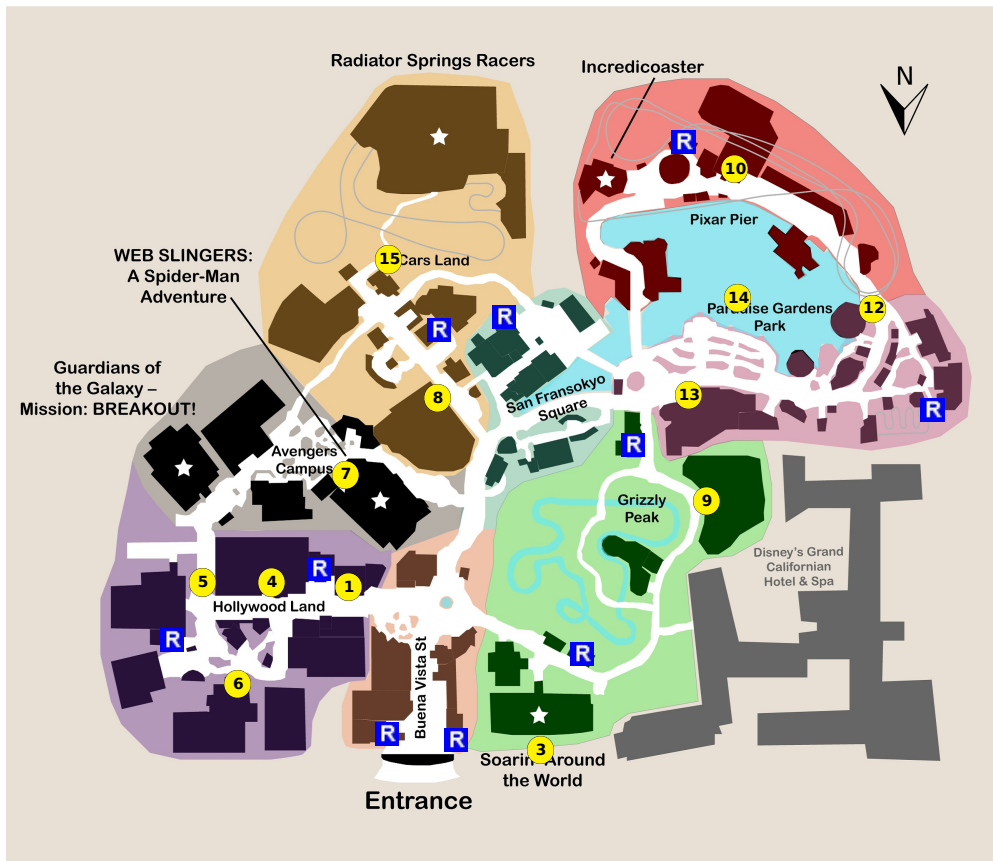 Radiator Springs Racers
Incredicoaster
N
R
10
Pixar Pier
WEB SLINGERS:
A Spider-Man
Adventure
15
Cars Land
14
Paradise Gardens
Park
12
R
R
Guardians of
the Galaxy –
Mission: BREAKOUT!
8
San Fransokyo
Square
13
R
R
Avengers
Campus
7
9
Grizzly
Peak
Disney's Grand
Californian
Hotel & Spa
R
5
4
1
Hollywood Land
R
6
Buena Vista St
R
R
R
3
Soarin' Around
the World
Entrance